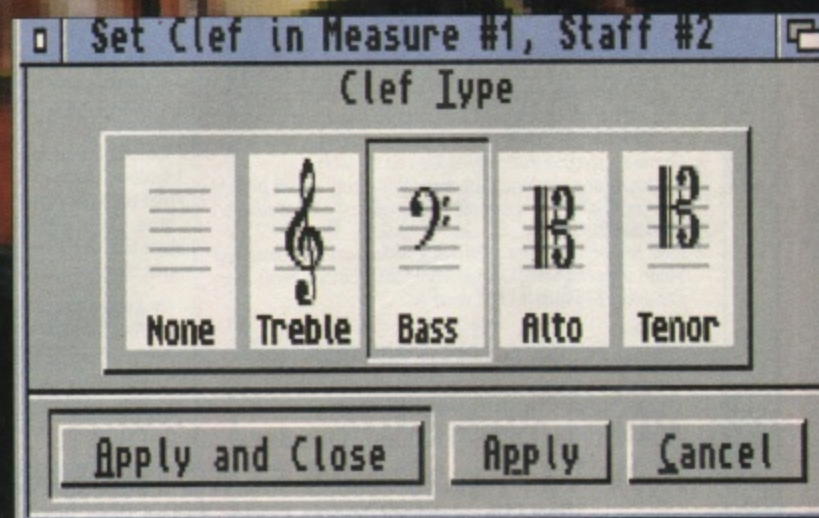 Set Clef in Measure #1, Staff #2
Clef Type
None Treble Bass Alto Tenor
Apply and Close Apply Cancel